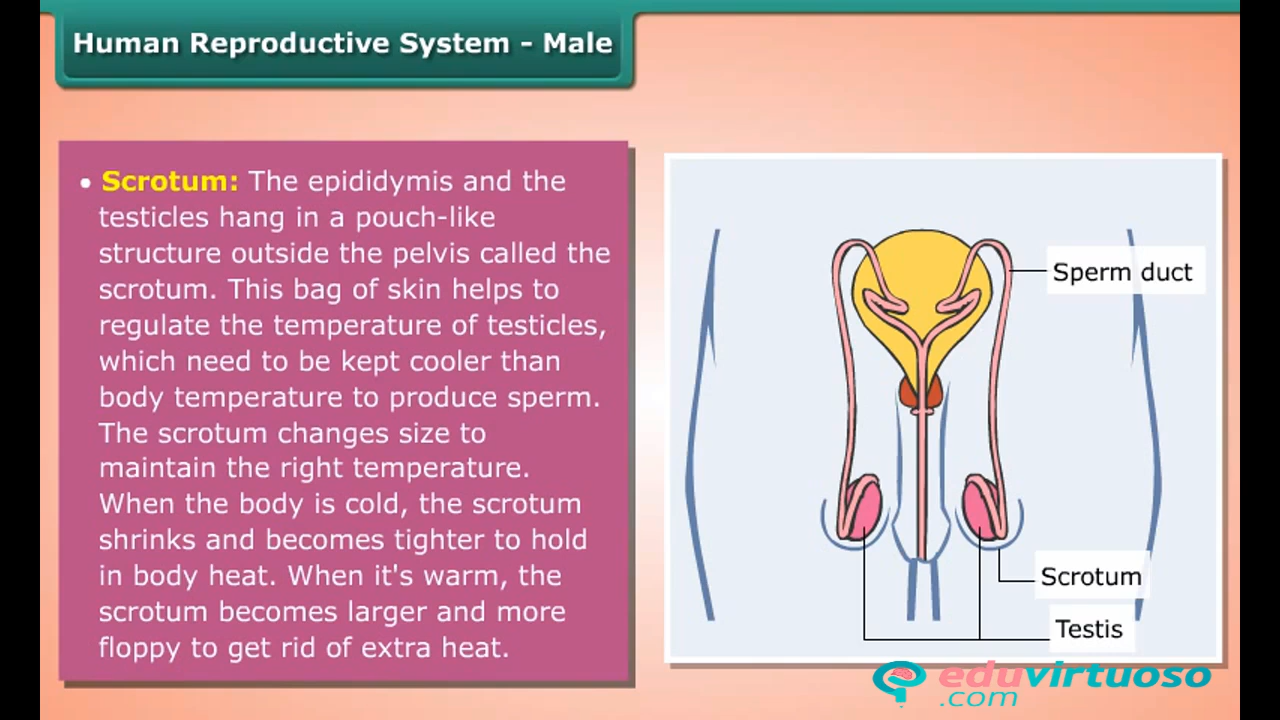 Human Reproductive System - Male
• Scrotum: The epididymis and the
testicles hang in a pouch-like
structure outside the pelvis called the
scrotum. This bag of skin helps to
regulate the temperature of testicles,
which need to be kept cooler than
body temperature to produce sperm.
The scrotum changes size to
maintain the right temperature.
When the body is cold, the scrotum
shrinks and becomes tighter to hold
in body heat. When it's warm, the
scrotum becomes larger and more
floppy to get rid of extra heat.
Sperm duct
Scrotum
Testis
eduvirtuoso
.com